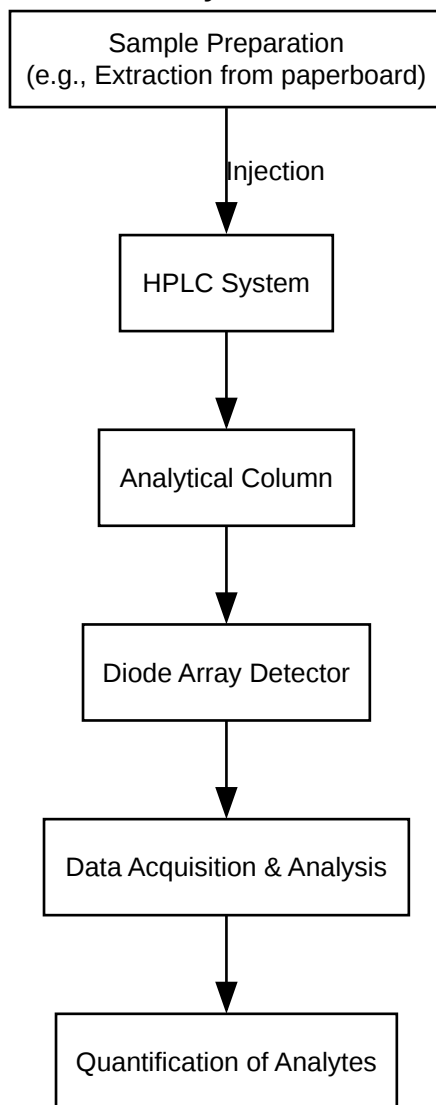 Sample Preparation
(e.g., Extraction from paperboard)
Injection
HPLC System
Analytical Column
Diode Array Detector
Data Acquisition & Analysis
Quantification of Analytes